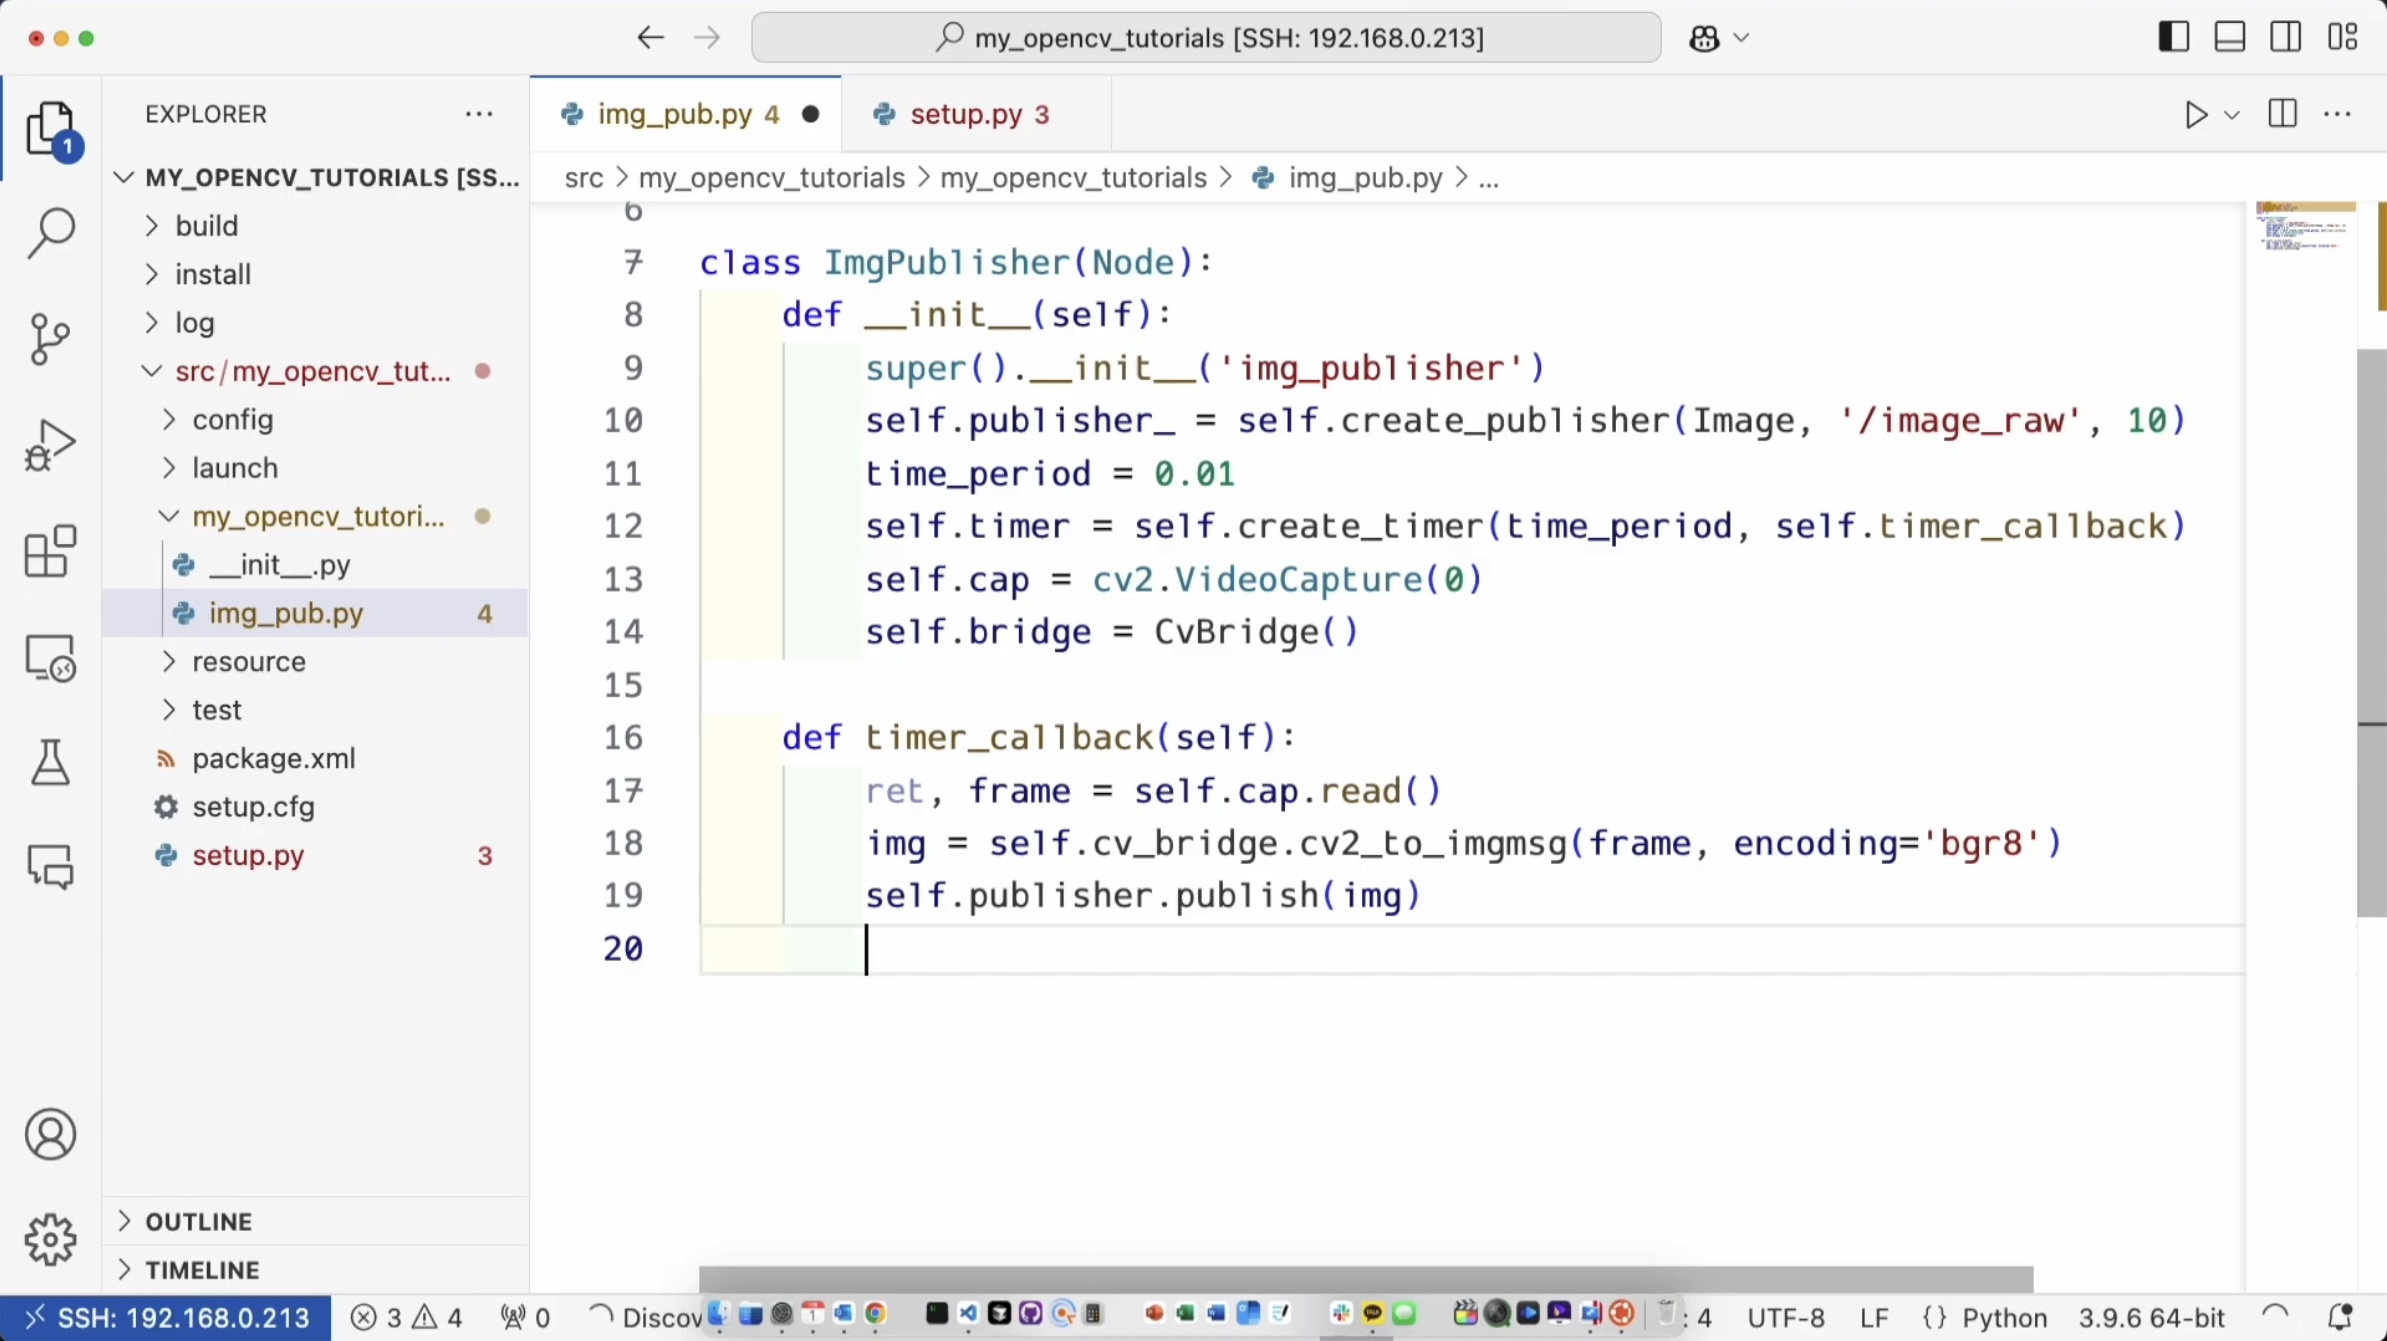 my_opencv_tutorials [SSH: 192.168.0.213]
1
EXPLORER
MY_OPENCV_TUTORIALS [SS...
build
install
log
src/my_opencv_tut...
config
launch
my_opencv_tutori...
__init__.py
img_pub.py 4
resource
test
package.xml
setup.cfg
setup.py 3
OUTLINE
TIMELINE
img_pub.py 4
setup.py 3
src > my_opencv_tutorials > my_opencv_tutorials > img_pub.py > ...
6
7 class ImgPublisher(Node):
8 def __init__(self):
9 super().__init__('img_publisher')
10 self.publisher_ = self.create_publisher(Image, '/image_raw', 10)
11 time_period = 0.01
12 self.timer = self.create_timer(time_period, self.timer_callback)
13 self.cap = cv2.VideoCapture(0)
14 self.bridge = CvBridge()
15
16 def timer_callback(self):
17 ret, frame = self.cap.read()
18 img = self.cv_bridge.cv2_to_imgmsg(frame, encoding='bgr8')
19 self.publisher.publish(img)
20
SSH: 192.168.0.213 3 4 0 Discov : 4 UTF-8 LF {} Python 3.9.6 64-bit